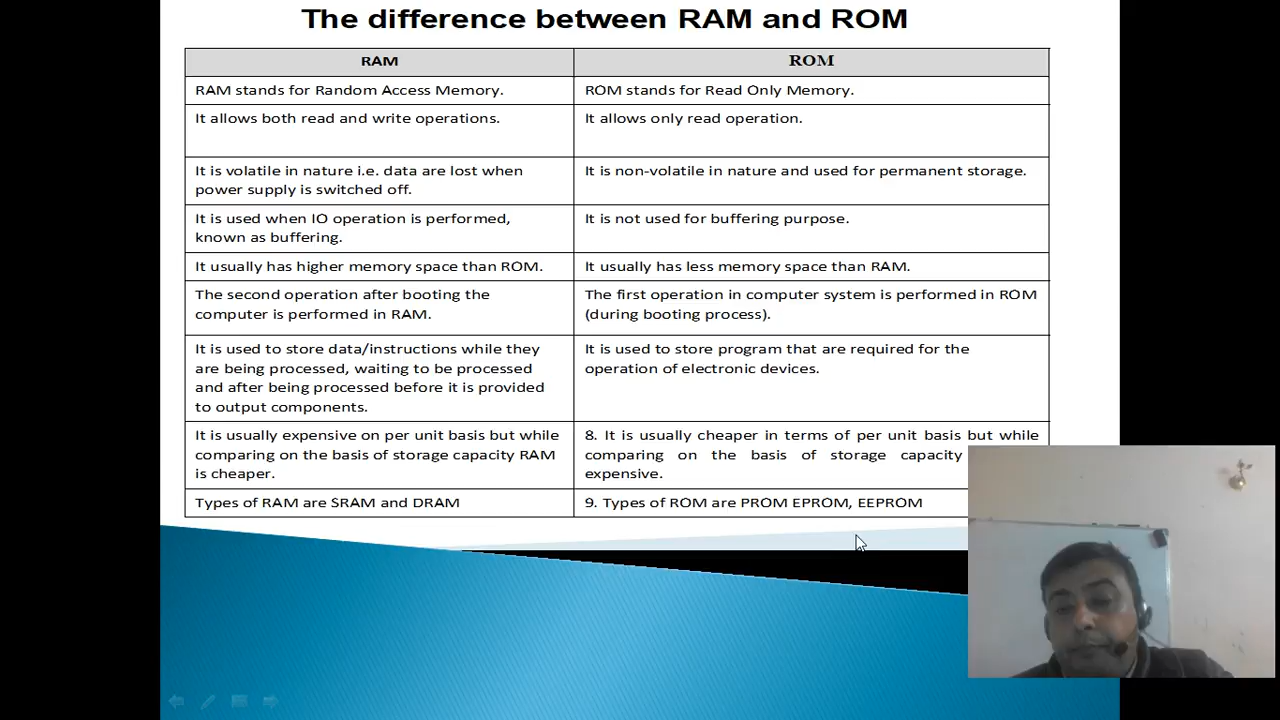 The difference between RAM and ROM
RAM
ROM
RAM stands for Random Access Memory.
ROM stands for Read Only Memory.
It allows both read and write operations.
It allows only read operation.
It is volatile in nature i.e. data are lost when
power supply is switched off.
It is non-volatile in nature and used for permanent storage.
It is used when IO operation is performed,
known as buffering.
It is not used for buffering purpose.
It usually has higher memory space than ROM.
It usually has less memory space than RAM.
The second operation after booting the
computer is performed in RAM.
The first operation in computer system is performed in ROM
(during booting process).
It is used to store data/instructions while they
are being processed, waiting to be processed
and after being processed before it is provided
to output components.
It is used to store program that are required for the
operation of electronic devices.
It is usually expensive on per unit basis but while
comparing on the basis of storage capacity RAM
is cheaper.
8. It is usually cheaper in terms of per unit basis but while
comparing on the basis of storage capacity
expensive.
Types of RAM are SRAM and DRAM
9. Types of ROM are PROM EPROM, EEPROM